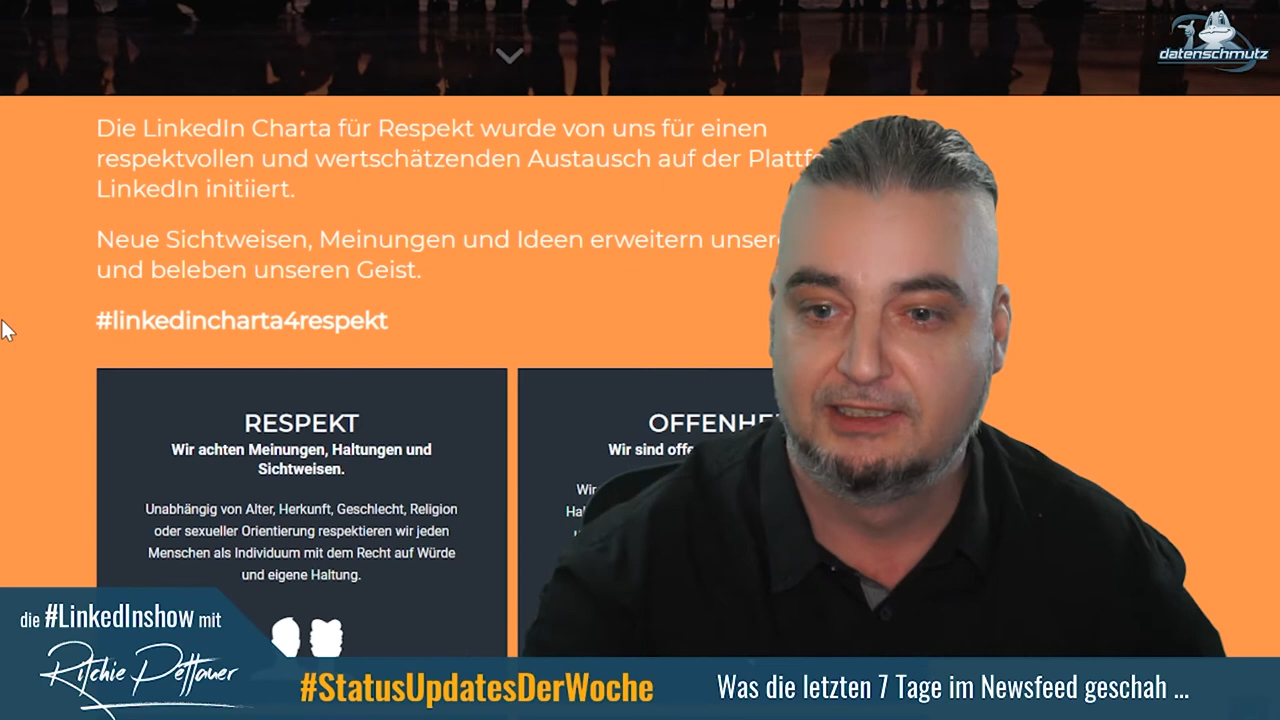 datenschmutz
Die LinkedIn Charta für Respekt wurde von uns für einen
respektvollen und wertschätzenden Austausch auf der
LinkedIn initiiert.
Neue Sichtweisen, Meinungen und Ideen erweitern
und beleben unseren Geist.
#linkedincharta4respekt
RESPEKT
Wir achten Meinungen, Haltungen und
Sichtweisen.
Unabhängig von Alter, Herkunft, Geschlecht, Religion
oder sexueller Orientierung respektieren wir jeden
Menschen als Individuum mit dem Recht auf Würde
und eigene Haltung.
Wir sind
die #LinkedInshow mit
Ritchie Pettauer
#StatusUpdatesDerWoche
Was die letzten 7 Tage im Newsfeed geschah ...